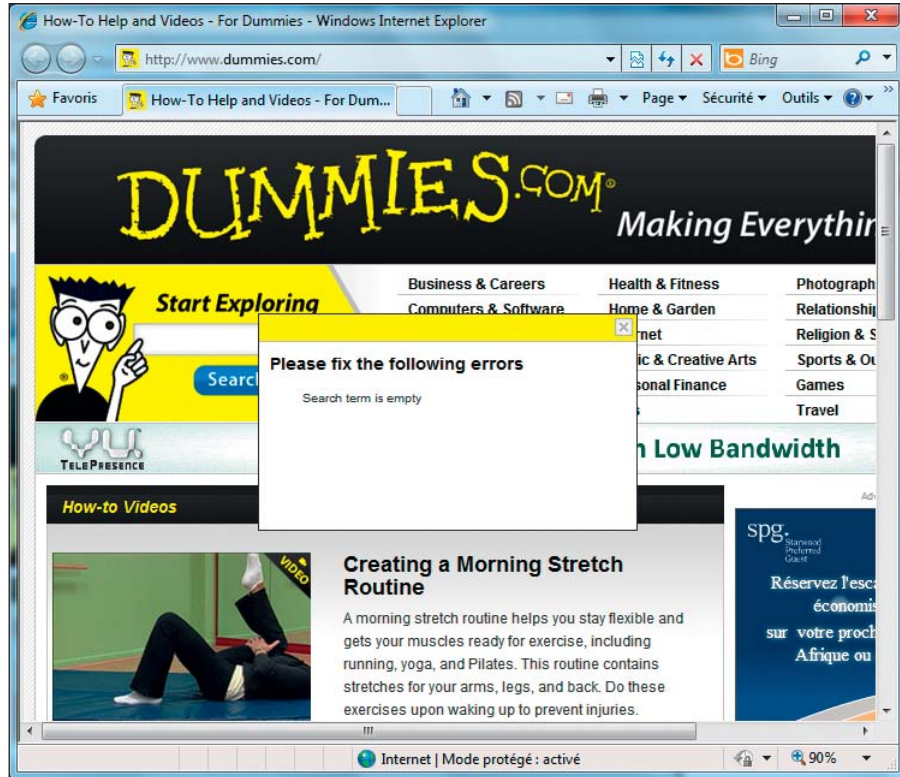 How-To Help and Videos - For Dummies - Windows Internet Explorer
http://www.dummies.com/
Bing
Favoris
How-To Help and Videos - For Dum...
Page
Sécurité
Outils
DUMMIES.COM®
Making Everythin
Start Exploring
Search
Business & Careers
Health & Fitness
Photograph
Computers & Software
Home & Garden
Relationship
rnet
Religion & S
ic & Creative Arts
Sports & Ou
sonal Finance
Games
Travel
Please fix the following errors
Search term is empty
TELEPRESENCE
n Low Bandwidth
How-to Videos
VIDEO
Creating a Morning Stretch
Routine
A morning stretch routine helps you stay flexible and
gets your muscles ready for exercise, including
running, yoga, and Pilates. This routine contains
stretches for your arms, legs, and back. Do these
exercises upon waking up to prevent injuries.
Adv
spg.
Starwood
Preferred
Guest
Réservez l'esca
économis
sur votre proch
Afrique ou
Internet | Mode protégé : activé
90%